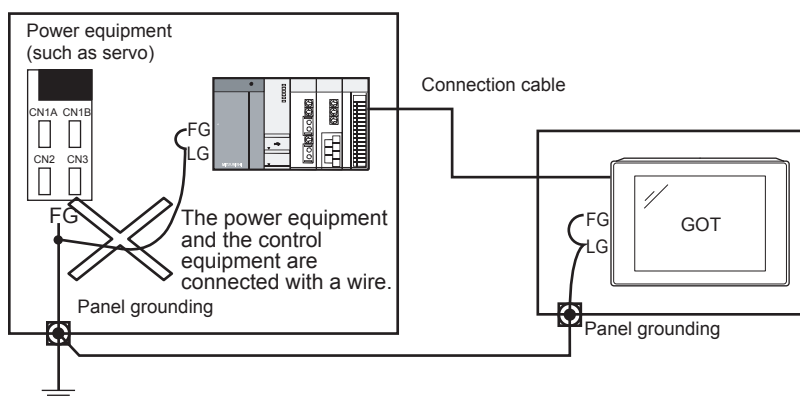 Power equipment
(such as servo)
CN1A CN1B
CN2 CN3
FG
FG
LG
The power equipment
and the control
equipment are
connected with a wire.
Panel grounding
Connection cable
FG
LG
GOT
Panel grounding